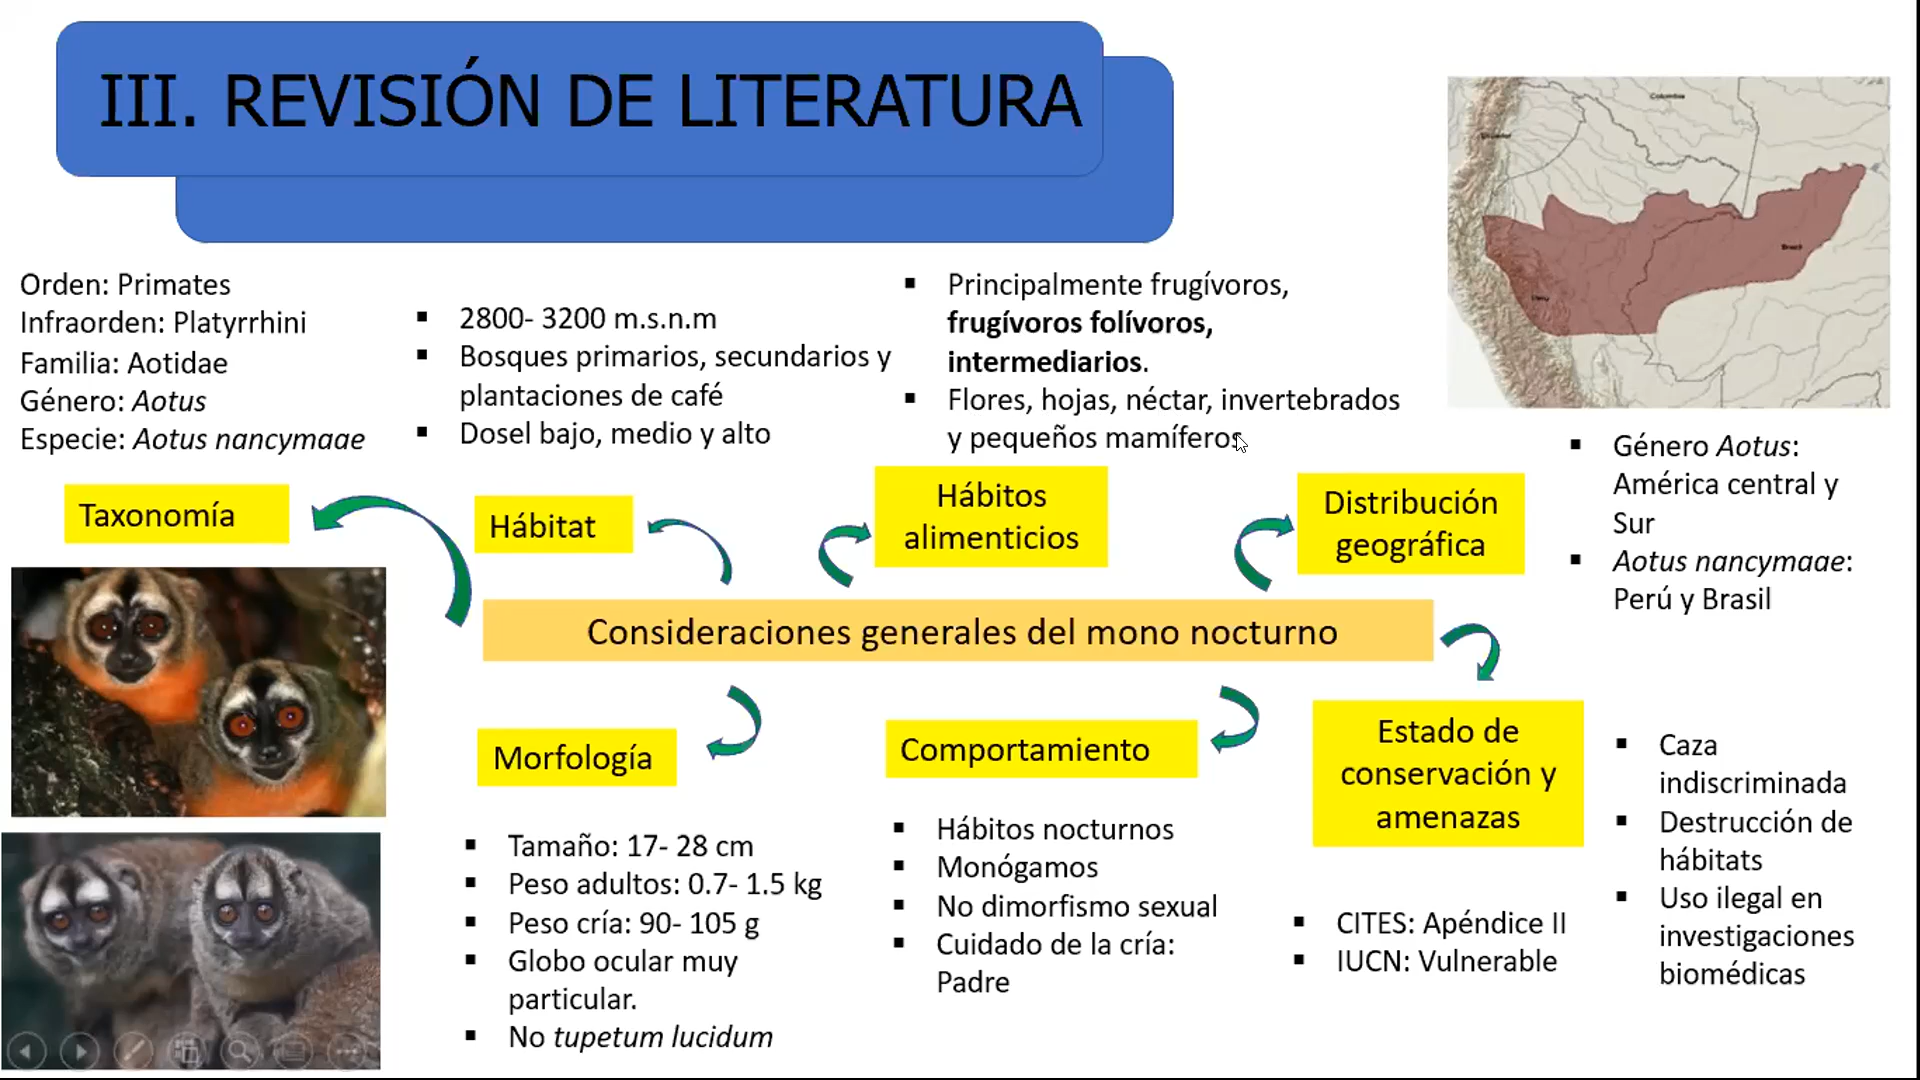 III. REVISIÓN DE LITERATURA
Colombia
Brasil
Orden: Primates
Infraorden: Platyrrhini
Familia: Aotidae
Género: Aotus
Especie: Aotus nancymaae
Taxonomía
▪ 2800- 3200 m.s.n.m
▪ Bosques primarios, secundarios y
plantaciones de café
▪ Dosel bajo, medio y alto
Hábitat
▪ Principalmente frugívoros,
frugívoros folívoros,
intermediarios.
▪ Flores, hojas, néctar, invertebrados
y pequeños mamíferos
Hábitos
alimenticios
Distribución
geográfica
▪ Género Aotus:
América central y
Sur
▪ Aotus nancymaae:
Perú y Brasil
Consideraciones generales del mono nocturno
Morfología
▪ Tamaño: 17- 28 cm
▪ Peso adultos: 0.7- 1.5 kg
▪ Peso cría: 90- 105 g
▪ Globo ocular muy
particular.
▪ No tupetum lucidum
Comportamiento
▪ Hábitos nocturnos
▪ Monógamos
▪ No dimorfismo sexual
▪ Cuidado de la cría:
Padre
Estado de
conservación y
amenazas
▪ CITES: Apéndice II
▪ IUCN: Vulnerable
▪ Caza
indiscriminada
▪ Destrucción de
hábitats
▪ Uso ilegal en
investigaciones
biomédicas